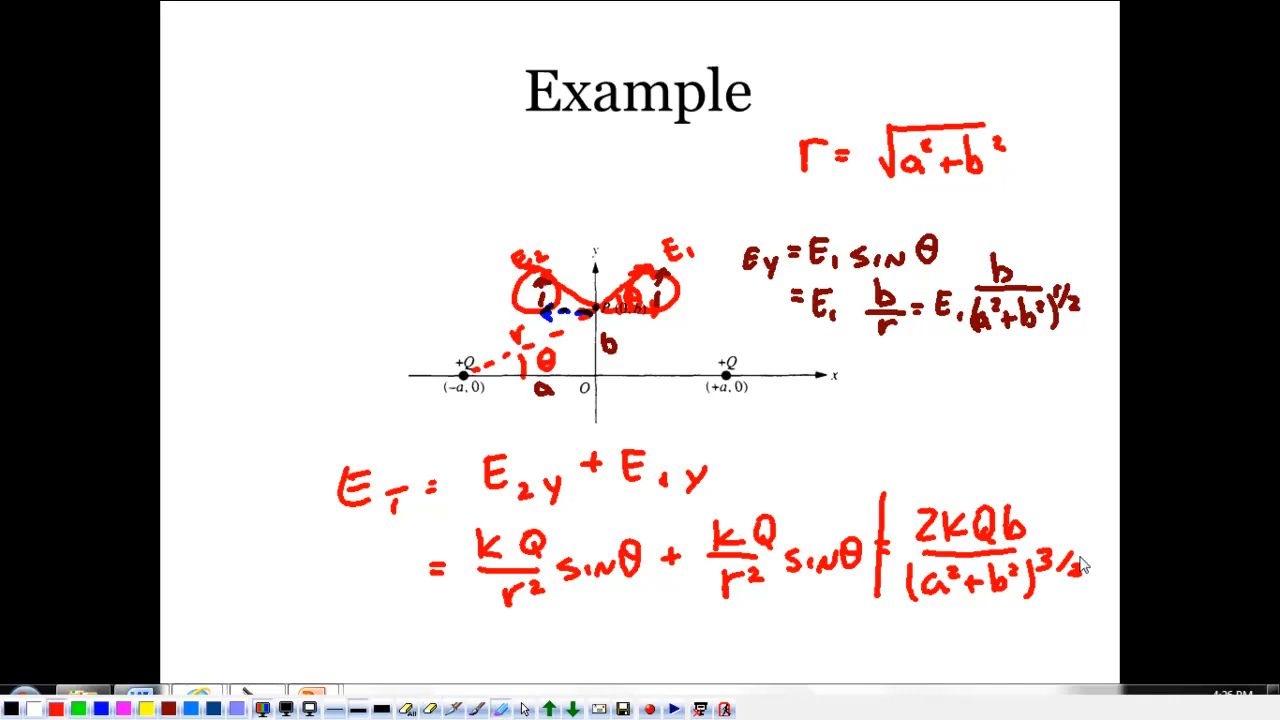 Example
r = √a² + b²
E2 y E1
Ey = E1 sin θ
= E1 b/r = E1 b/(a²+b²)^1/2
θ P (0, b)
r b
+Q θ +Q
(−a, 0) a O (+a, 0) x
ET = E2y + E1y
= kQ/r² sinθ + kQ/r² sinθ = 2kQb/(a²+b²)^3/2